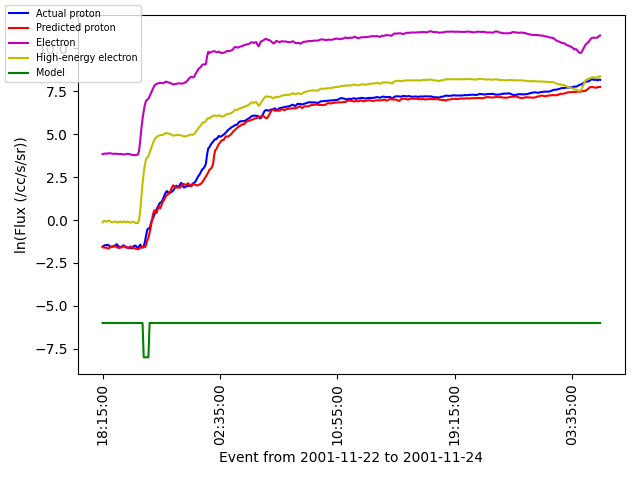 Actual proton
Predicted proton
Electron
High-energy electron
Model
10.0
7.5
5.0
2.5
0.0
−2.5
−5.0
−7.5
ln(Flux (/cc/s/sr))
18:15:00
02:35:00
10:55:00
19:15:00
03:35:00
Event from 2001-11-22 to 2001-11-24